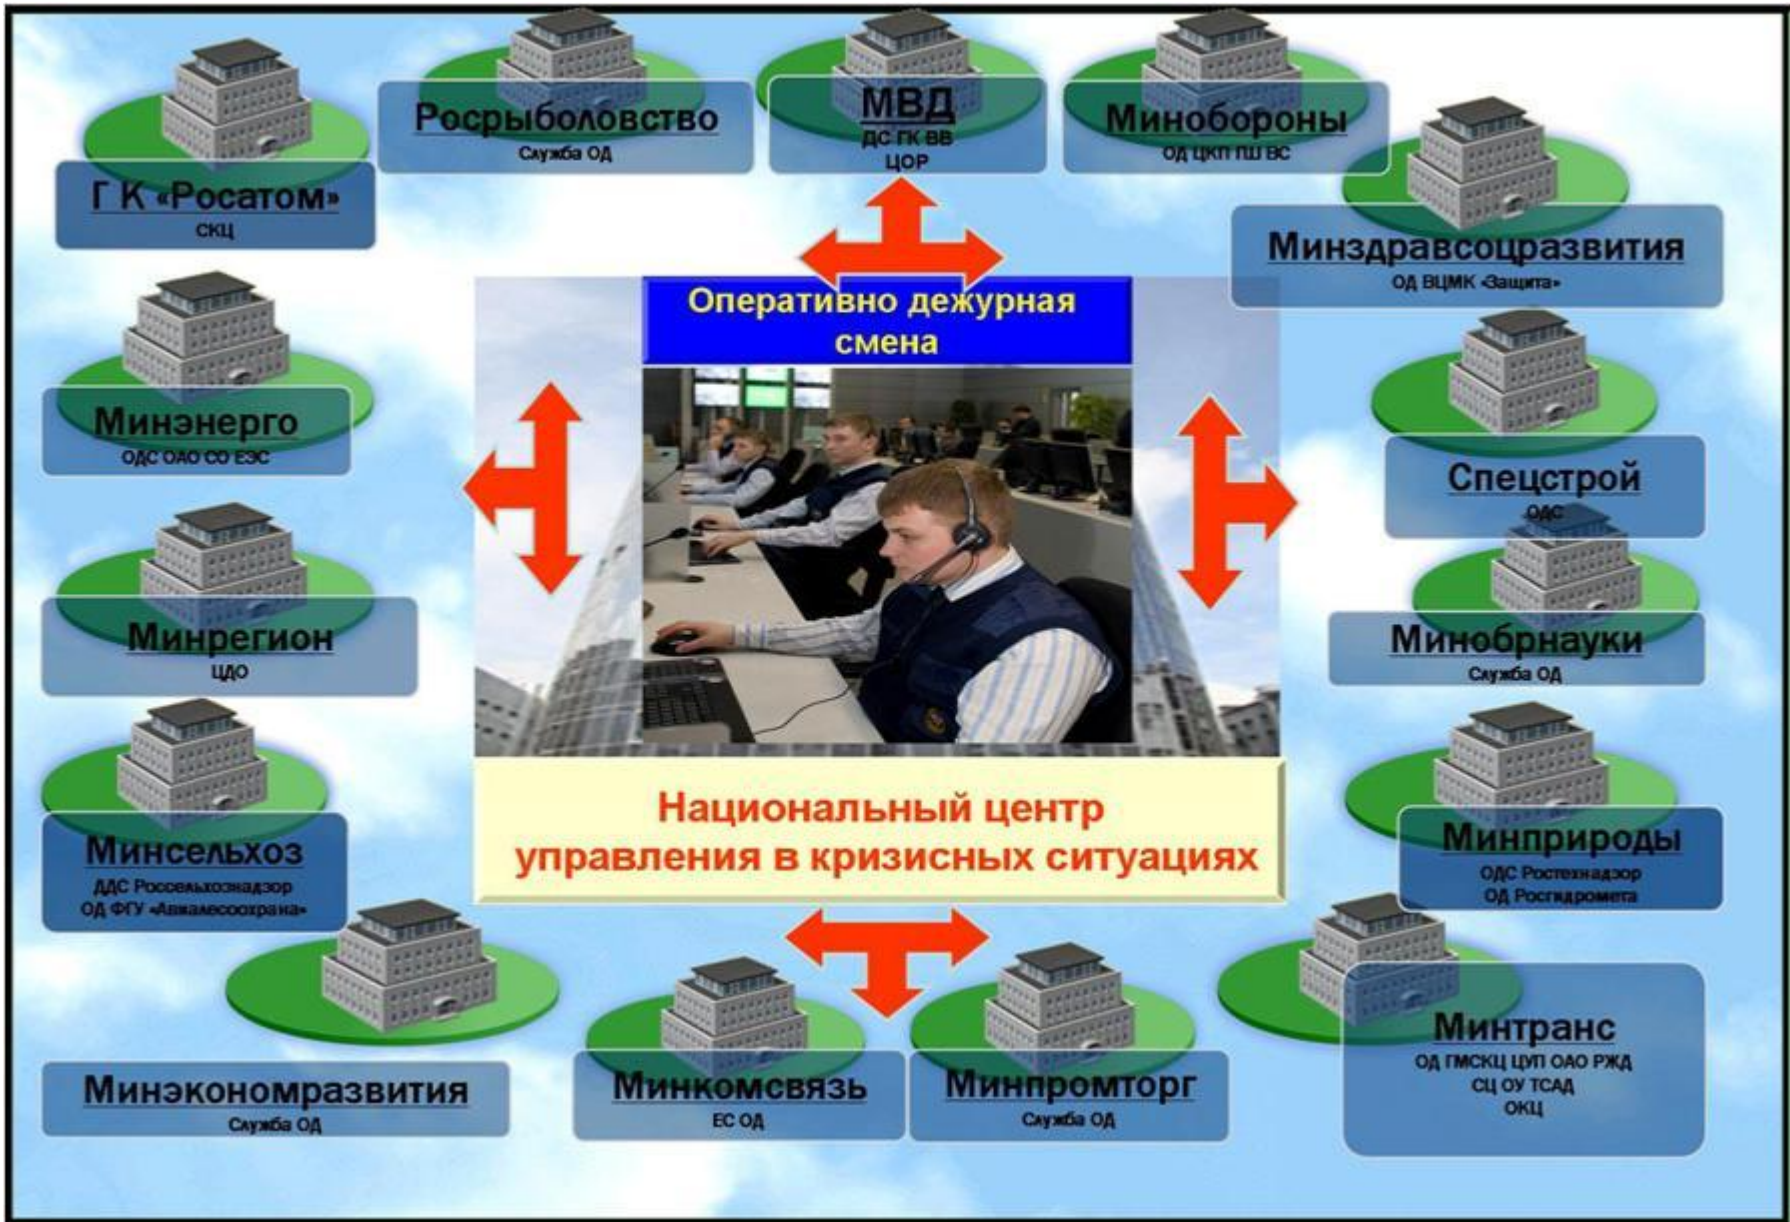 Росрыболовство
Служба ОД
МВД
ДС ГК ВВ
ЦОР
Минобороны
ОД ЦКП ГШ ВС
Г К «Росатом»
СКЦ
Минздравсоцразвития
ОД ВЦМК «Защита»
Оперативно дежурная
смена
Минэнерго
ОДС ОАО СО ЕЭС
Спецстрой
ОДС
Минрегион
ЦДО
Минобрнауки
Служба ОД
Минсельхоз
ДДС Россельхознадзор
ОД ФГУ «Авиалесоохрана»
Национальный центр
управления в кризисных ситуациях
Минприроды
ОДС Ростехнадзор
ОД Росгидромета
Минтранс
ОД ГМСКЦ ЦУП ОАО РЖД
СЦ ОУ ТСАД
ОКЦ
Минэкономразвития
Служба ОД
Минкомсвязь
ЕС ОД
Минпромторг
Служба ОД